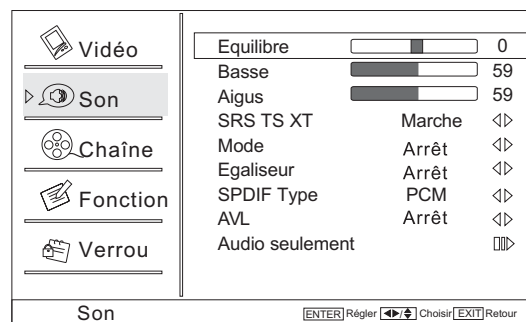 Vidéo
Son
Chaîne
Fonction
Verrou
Equilibre 0
Basse 59
Aigus 59
SRS TS XT Marche
Mode Arrêt
Egaliseur Arrêt
SPDIF Type PCM
AVL Arrêt
Audio seulement
Son ENTER Régler Choisir EXIT Retour